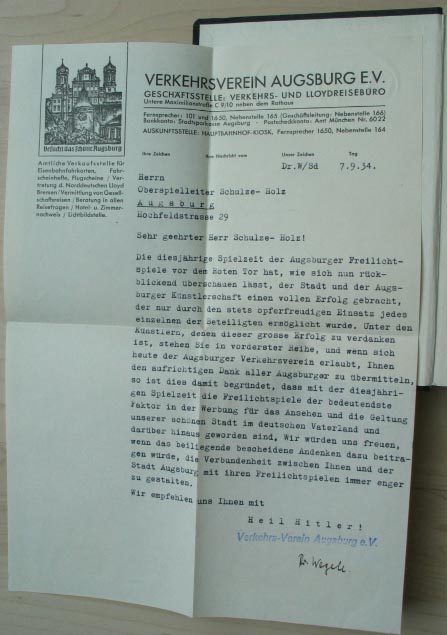 VERKEHRSVEREIN AUGSBURG E.V.
GESCHÄFTSSTELLE: VERKEHRS- UND LLOYDREISEBÜRO
Untere Maximilianstraße C 9/10 neben dem Rathaus
Fernsprecher: 101 und 1650, Nebenstelle 165 (Geschäftsleitung: Nebenstelle 166)
Bankkonto: Stadtsparkasse Augsburg - Postscheckkonto: Amt München Nr. 6022
AUSKUNFTSSTELLE: HAUPTBAHNHOF-KIOSK, Fernsprecher 1650, Nebenstelle 164
Besucht das schöne Augsburg
Amtliche Verkaufsstelle für
Eisenbahnfahrkarten, Fahr-
scheinhefte, Flugscheine / Ver-
tretung d. Norddeutschen Lloyd
Bremen / Vermittlung von Gesell-
schaftsreisen / Beratung in allen
Reisefragen / Hotel- u. Zimmer-
nachweis / Lichtbildstelle.
Ihre Zeichen Ihre Nachricht vom Unsere Zeichen Tag
Dr.W/Sd 7.9.34.
Herrn
Oberspielleiter Schulze- Holz
Augsburg
Hochfeldstrasse 29
Sehr geehrter Herr Schulze- Holz!
Die diesjährige Spielzeit der Augsburger Freilicht-
spiele vor dem Roten Tor hat, wie sich nun rück-
blickend überschauen lässt, der Stadt und der Augs-
burger Künstlerschaft einen vollen Erfolg gebracht,
der nur durch den stets opferfreudigen Einsatz jedes
einzelnen der Beteiligten ermöglicht wurde. Unter den
Künstlern, denen dieser grosse Erfolg zu verdanken
ist, stehen Sie in vorderster Reihe, und wenn sich
heute der Augsburger Verkehrsverein erlaubt, Ihnen
den aufrichtigen Dank aller Augsburger zu übermitteln,
so ist dies damit begründet, dass mit der diesjähri-
gen Spielzeit die Freilichtspiele der bedeutendste
Faktor in der Werbung für das Ansehen und die Geltung
unserer schönen Stadt im deutschen Vaterland und
darüber hinaus geworden sind. Wir würden uns freuen,
wenn das beiliegende bescheidene Andenken dazu beitra-
gen würde, die Verbundenheit zwischen Ihnen und der
Stadt Augsburg mit ihren Freilichtspielen immer enger
zu gestalten.
Wir empfehlen uns Ihnen mit
Heil Hitler!
Verkehrs-Verein Augsburg e.V.